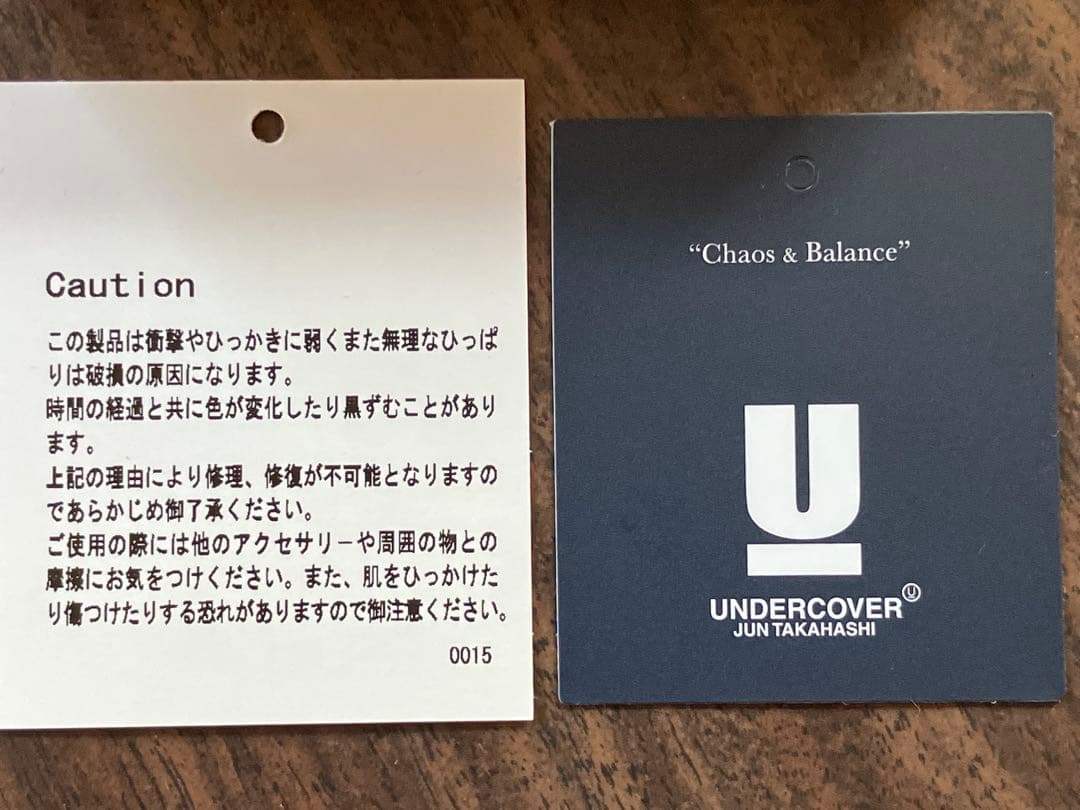 Caution
この製品は衝撃やひっかきに弱くまた無理なひっぱ
りは破損の原因になります。
時間の経過と共に色が変化したり黒ずむことがあり
ます。
上記の理由により修理、修復が不可能となりますの
であらかじめ御了承ください。
ご使用の際には他のアクセサリーや周囲の物との
摩擦にお気をつけください。また、肌をひっかけた
り傷つけたりする恐れがありますので御注意ください。
0015
“Chaos & Balance”
U
UNDERCOVER
JUN TAKAHASHI